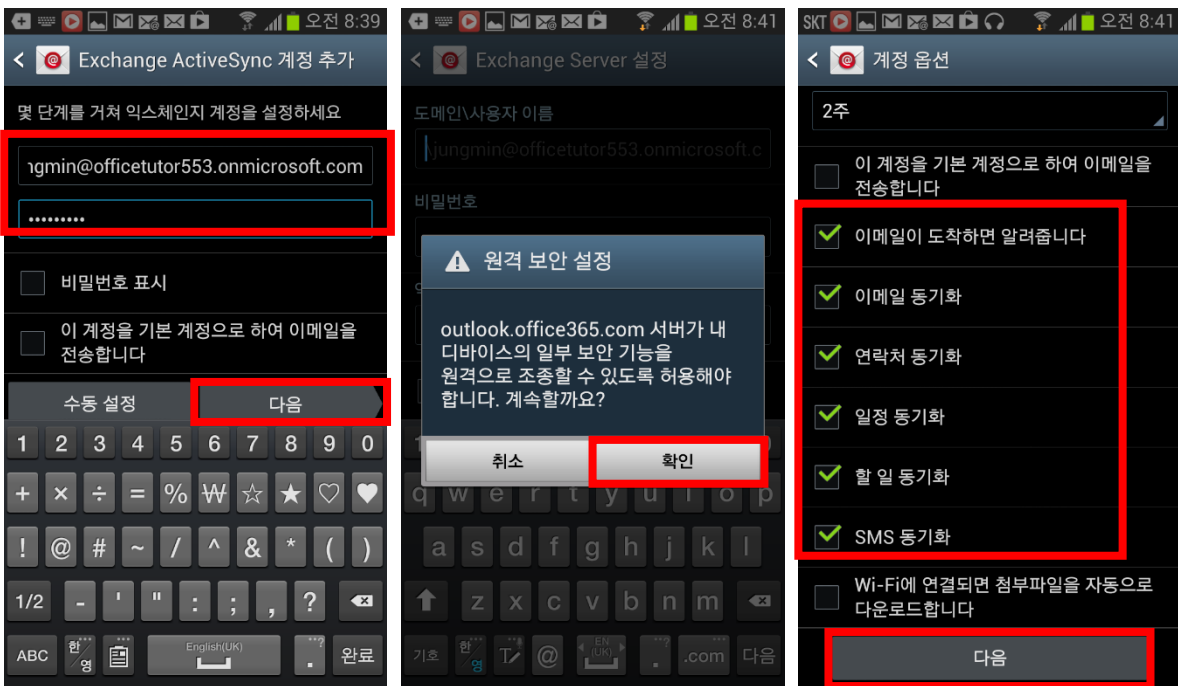 오전 8:39
Exchange ActiveSync 계정 추가
몇 단계를 거쳐 익스체인지 계정을 설정하세요
ngmin@officetutor553.onmicrosoft.com
•••••••••
비밀번호 표시
이 계정을 기본 계정으로 하여 이메일을
전송합니다
수동 설정
다음
1 2 3 4 5 6 7 8 9 0
+ × ÷ = % ₩ ☆ ★ ♡ ♥
! @ # ~ / ^ & * ( )
1/2 - ' " : ; , ?
ABC 한/영 English(UK) . 완료
오전 8:41
Exchange Server 설정
도메인\사용자 이름
\jungmin@officetutor553.onmicrosoft.c
비밀번호
원격 보안 설정
outlook.office365.com 서버가 내
디바이스의 일부 보안 기능을
원격으로 조종할 수 있도록 허용해야
합니다. 계속할까요?
취소
확인
q w e r t y u i o p
a s d f g h j k l
z x c v b n m
기호 한/영 T @ EN(UK) . .com 다음
SKT 오전 8:41
계정 옵션
2주
이 계정을 기본 계정으로 하여 이메일을
전송합니다
이메일이 도착하면 알려줍니다
이메일 동기화
연락처 동기화
일정 동기화
할 일 동기화
SMS 동기화
Wi-Fi에 연결되면 첨부파일을 자동으로
다운로드합니다
다음